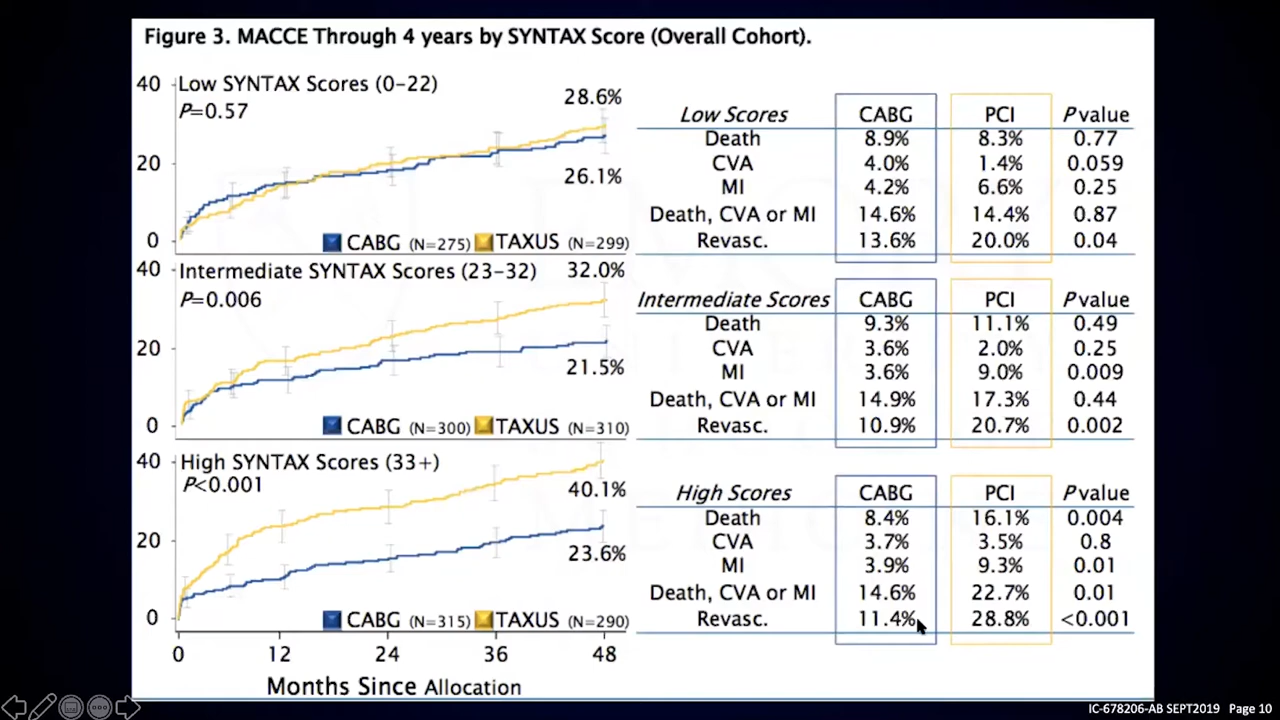 Figure 3. MACCE Through 4 years by SYNTAX Score (Overall Cohort).
40
Low SYNTAX Scores (0-22)
P=0.57
28.6%
20
26.1%
0
CABG (N=275) TAXUS (N=299)
Low Scores CABG PCI P value
Death 8.9% 8.3% 0.77
CVA 4.0% 1.4% 0.059
MI 4.2% 6.6% 0.25
Death, CVA or MI 14.6% 14.4% 0.87
Revasc. 13.6% 20.0% 0.04
40
Intermediate SYNTAX Scores (23-32)
32.0%
P=0.006
20
21.5%
0
CABG (N=300) TAXUS (N=310)
Intermediate Scores CABG PCI P value
Death 9.3% 11.1% 0.49
CVA 3.6% 2.0% 0.25
MI 3.6% 9.0% 0.009
Death, CVA or MI 14.9% 17.3% 0.44
Revasc. 10.9% 20.7% 0.002
40
High SYNTAX Scores (33+)
P<0.001
40.1%
20
23.6%
0
CABG (N=315) TAXUS (N=290)
High Scores CABG PCI P value
Death 8.4% 16.1% 0.004
CVA 3.7% 3.5% 0.8
MI 3.9% 9.3% 0.01
Death, CVA or MI 14.6% 22.7% 0.01
Revasc. 11.4% 28.8% <0.001
0 12 24 36 48
Months Since Allocation
IC-678206-AB SEPT2019 Page 10